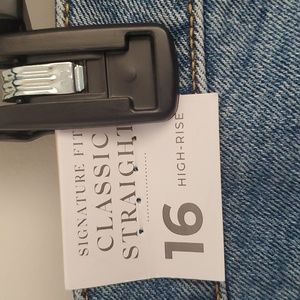 SIGNATURE FIT
CLASSIC
STRAIGHT
16
HIGH-RISE